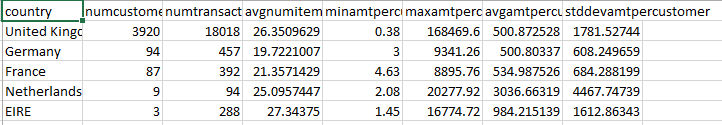 country numcustome numtransact avgnumitem minamtperc maxamtperc avgamtperc stddevamtpercustomer
United Kingd 3920 18018 26.3509629 0.38 168469.6 500.872528 1781.52744
Germany 94 457 19.7221007 3 9341.26 500.80337 608.249659
France 87 392 21.3571429 4.63 8895.76 534.987526 684.288199
Netherlands 9 94 25.0957447 2.08 20277.92 3036.66319 4467.74739
EIRE 3 288 27.34375 1.45 16774.72 984.215139 1612.86343